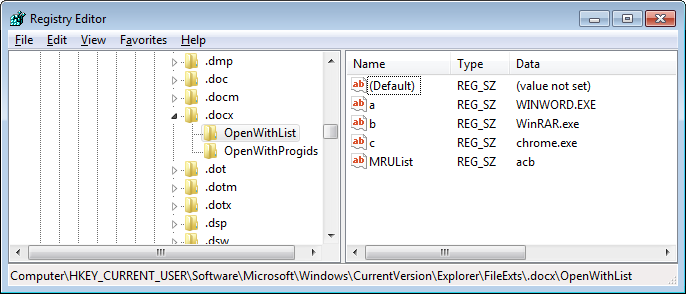 Registry Editor
File Edit View Favorites Help
.dmp
.doc
.docm
.docx
OpenWithList
OpenWithProgids
.dot
.dotm
.dotx
.dsp
.dsw
Name Type Data
(Default) REG_SZ (value not set)
a REG_SZ WINWORD.EXE
b REG_SZ WinRAR.exe
c REG_SZ chrome.exe
MRUList REG_SZ acb
Computer\HKEY_CURRENT_USER\Software\Microsoft\Windows\CurrentVersion\Explorer\FileExts\.docx\OpenWithList